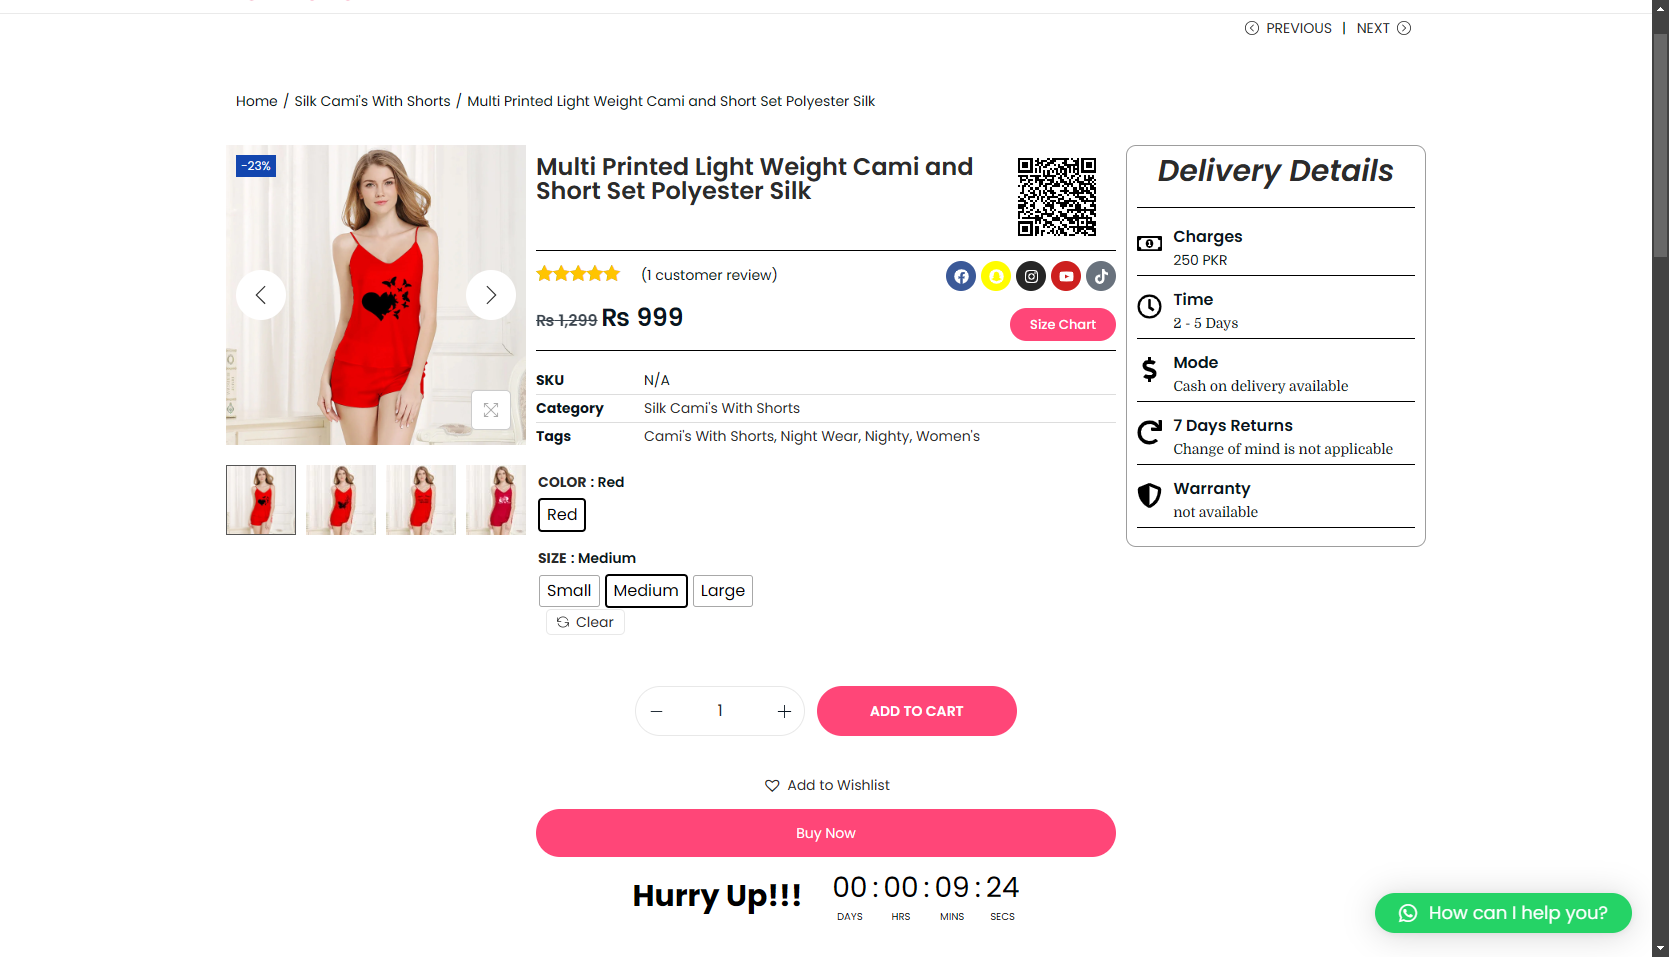 PREVIOUS | NEXT
Home / Silk Cami's With Shorts / Multi Printed Light Weight Cami and Short Set Polyester Silk
-23%
Multi Printed Light Weight Cami and
Short Set Polyester Silk
(1 customer review)
Rs 1,299 Rs 999
Size Chart
SKU N/A
Category Silk Cami's With Shorts
Tags Cami's With Shorts, Night Wear, Nighty, Women's
COLOR : Red
Red
SIZE : Medium
Small Medium Large
Clear
1
ADD TO CART
Add to Wishlist
Buy Now
Hurry Up!!! 00 : 00 : 09 : 24
DAYS HRS MINS SECS
Delivery Details
Charges
250 PKR
Time
2 - 5 Days
Mode
Cash on delivery available
7 Days Returns
Change of mind is not applicable
Warranty
not available
How can I help you?